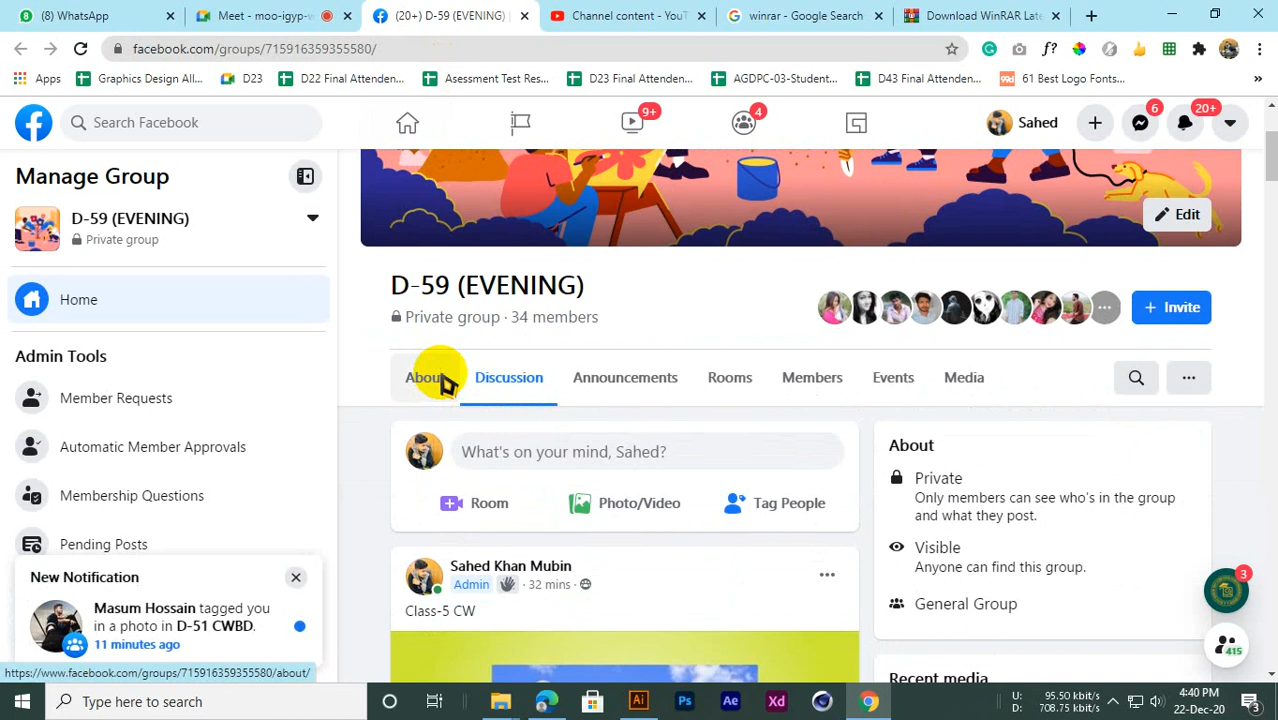 (8) WhatsApp
Meet - moo-igyp-w
(20+) D-59 (EVENING)
Channel content - YouT
winrar - Google Search
Download WinRAR Late
facebook.com/groups/715916359355580/
Apps
Graphics Design All...
D23
D22 Final Attenden...
Asessment Test Res...
D23 Final Attenden...
AGDPC-03-Student...
D43 Final Attenden...
61 Best Logo Fonts...
Search Facebook
9+
4
Sahed
6
20+
Manage Group
D-59 (EVENING)
Private group
Edit
Home
D-59 (EVENING)
Private group · 34 members
Invite
Admin Tools
Member Requests
Automatic Member Approvals
Membership Questions
Pending Posts
About
Discussion
Announcements
Rooms
Members
Events
Media
What's on your mind, Sahed?
Room
Photo/Video
Tag People
Sahed Khan Mubin
Admin
· 32 mins ·
Class-5 CW
About
Private
Only members can see who's in the group
and what they post.
Visible
Anyone can find this group.
General Group
Recent media
3
415
New Notification
Masum Hossain tagged you
in a photo in D-51 CWBD.
11 minutes ago
https://www.facebook.com/groups/715916359355580/about/
Type here to search
Ai
Ps
Ae
Xd
U: 95.50 kbit/s
D: 708.75 kbit/s
4:40 PM
22-Dec-20
3